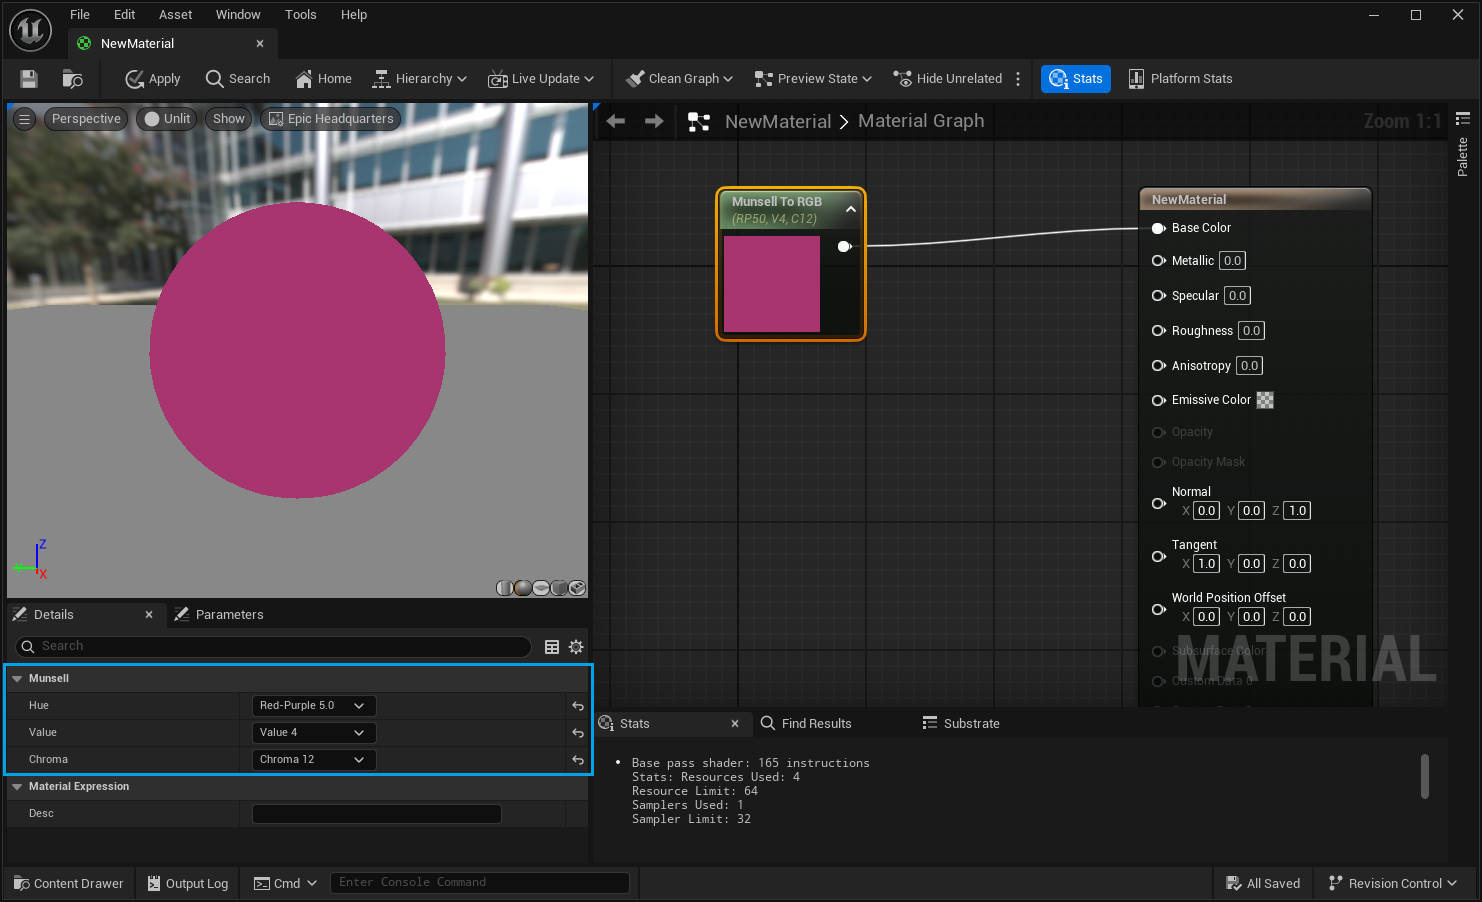 File Edit Asset Window Tools Help
NewMaterial
Apply Search Home Hierarchy Live Update Clean Graph Preview State Hide Unrelated Stats Platform Stats
Perspective Unlit Show Epic Headquarters
NewMaterial > Material Graph
Zoom 1:1
Palette
Munsell To RGB
(RP50, V4, C12)
NewMaterial
Base Color
Metallic 0.0
Specular 0.0
Roughness 0.0
Anisotropy 0.0
Emissive Color
Opacity
Opacity Mask
Normal
X 0.0 Y 0.0 Z 1.0
Tangent
X 1.0 Y 0.0 Z 0.0
World Position Offset
X 0.0 Y 0.0 Z 0.0
Subsurface Color
Custom Data 0
MATERIAL
Z
X
Details Parameters
Search
Munsell
Hue Red-Purple 5.0
Value Value 4
Chroma Chroma 12
Material Expression
Desc
Stats Find Results Substrate
• Base pass shader: 165 instructions
Stats: Resources Used: 4
Resource Limit: 64
Samplers Used: 1
Sampler Limit: 32
Content Drawer Output Log Cmd Enter Console Command All Saved Revision Control